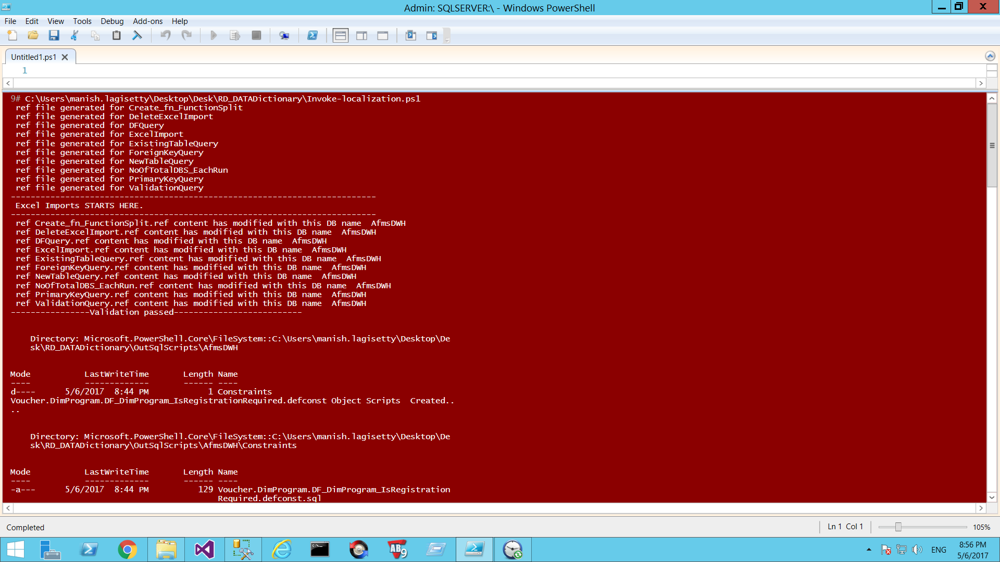 Admin: SQLSERVER:\ - Windows PowerShell
File Edit View Tools Debug Add-ons Help
Untitled1.ps1
1
9# C:\Users\manish.lagisetty\Desktop\Desk\RD_DATADictionary\Invoke-localization.ps1
ref file generated for Create_fn_FunctionSplit
ref file generated for DeleteExcelImport
ref file generated for DFQuery
ref file generated for ExcelImport
ref file generated for ExistingTableQuery
ref file generated for ForeignKeyQuery
ref file generated for NewTableQuery
ref file generated for NoOfTotalDBS_EachRun
ref file generated for PrimaryKeyQuery
ref file generated for ValidationQuery
--------------------------------------------------------------------------
Excel Imports STARTS HERE.
--------------------------------------------------------------------------
ref Create_fn_FunctionSplit.ref content has modified with this DB name  AfmsDWH
ref DeleteExcelImport.ref content has modified with this DB name  AfmsDWH
ref DFQuery.ref content has modified with this DB name  AfmsDWH
ref ExcelImport.ref content has modified with this DB name  AfmsDWH
ref ExistingTableQuery.ref content has modified with this DB name  AfmsDWH
ref ForeignKeyQuery.ref content has modified with this DB name  AfmsDWH
ref NewTableQuery.ref content has modified with this DB name  AfmsDWH
ref NoOfTotalDBS_EachRun.ref content has modified with this DB name  AfmsDWH
ref PrimaryKeyQuery.ref content has modified with this DB name  AfmsDWH
ref ValidationQuery.ref content has modified with this DB name  AfmsDWH
----------------Validation passed--------------------------
Directory: Microsoft.PowerShell.Core\FileSystem::C:\Users\manish.lagisetty\Desktop\De
sk\RD_DATADictionary\OutSqlScripts\AfmsDWH
Mode           LastWriteTime       Length Name
----           -------------       ------ ----
d----      5/6/2017  8:44 PM            1 Constraints
Voucher.DimProgram.DF_DimProgram_IsRegistrationRequired.defconst Object Scripts  Created..
..
Directory: Microsoft.PowerShell.Core\FileSystem::C:\Users\manish.lagisetty\Desktop\De
sk\RD_DATADictionary\OutSqlScripts\AfmsDWH\Constraints
Mode           LastWriteTime       Length Name
----           -------------       ------ ----
-a---      5/6/2017  8:44 PM          129 Voucher.DimProgram.DF_DimProgram_IsRegistration
Required.defconst.sql
Completed
Ln 1 Col 1
105%
AB9
ENG
8:56 PM
5/6/2017